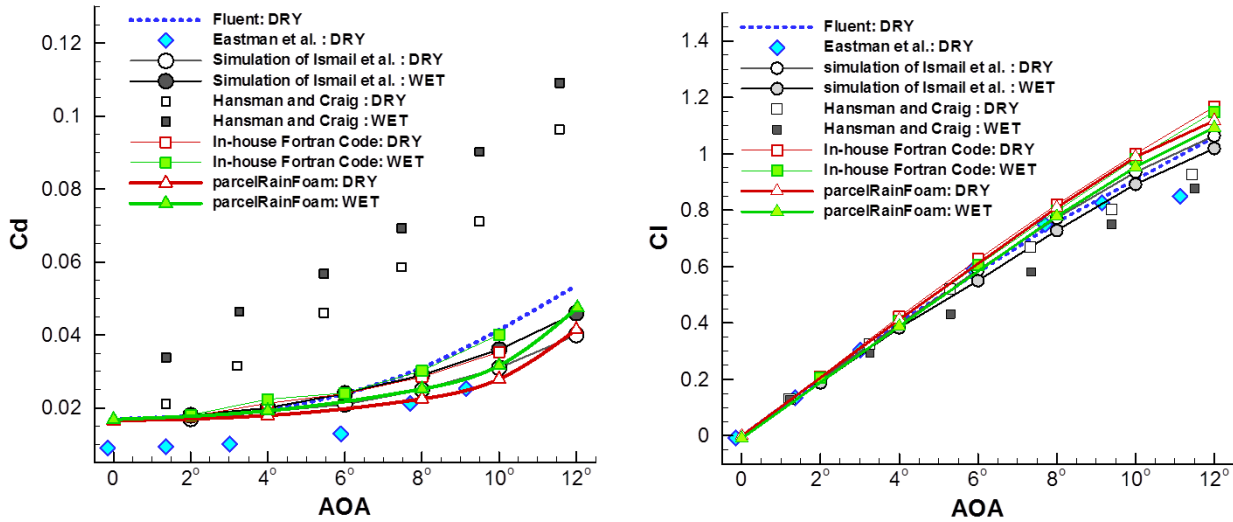 Fluent: DRY
Eastman et al.: DRY
Simulation of Ismail et al. : DRY
Simulation of Ismail et al. : WET
Hansman and Craig : DRY
Hansman and Craig : WET
In-house Fortran Code: DRY
In-house Fortran Code: WET
parcelRainFoam: DRY
parcelRainFoam: WET
0.12
0.1
0.08
0.06
0.04
0.02
Cd
0 2° 4° 6° 8° 10° 12°
AOA
Fluent: DRY
Eastman et al.: DRY
simulation of Ismail et al. : DRY
simulation of Ismail et al. : WET
Hansman and Craig : DRY
Hansman and Craig : WET
In-house Fortran Code: DRY
In-house Fortran Code: WET
parcelRainFoam: DRY
parcelRainFoam: WET
1.4
1.2
1
0.8
0.6
0.4
0.2
0
Cl
0 2° 4° 6° 8° 10° 12°
AOA